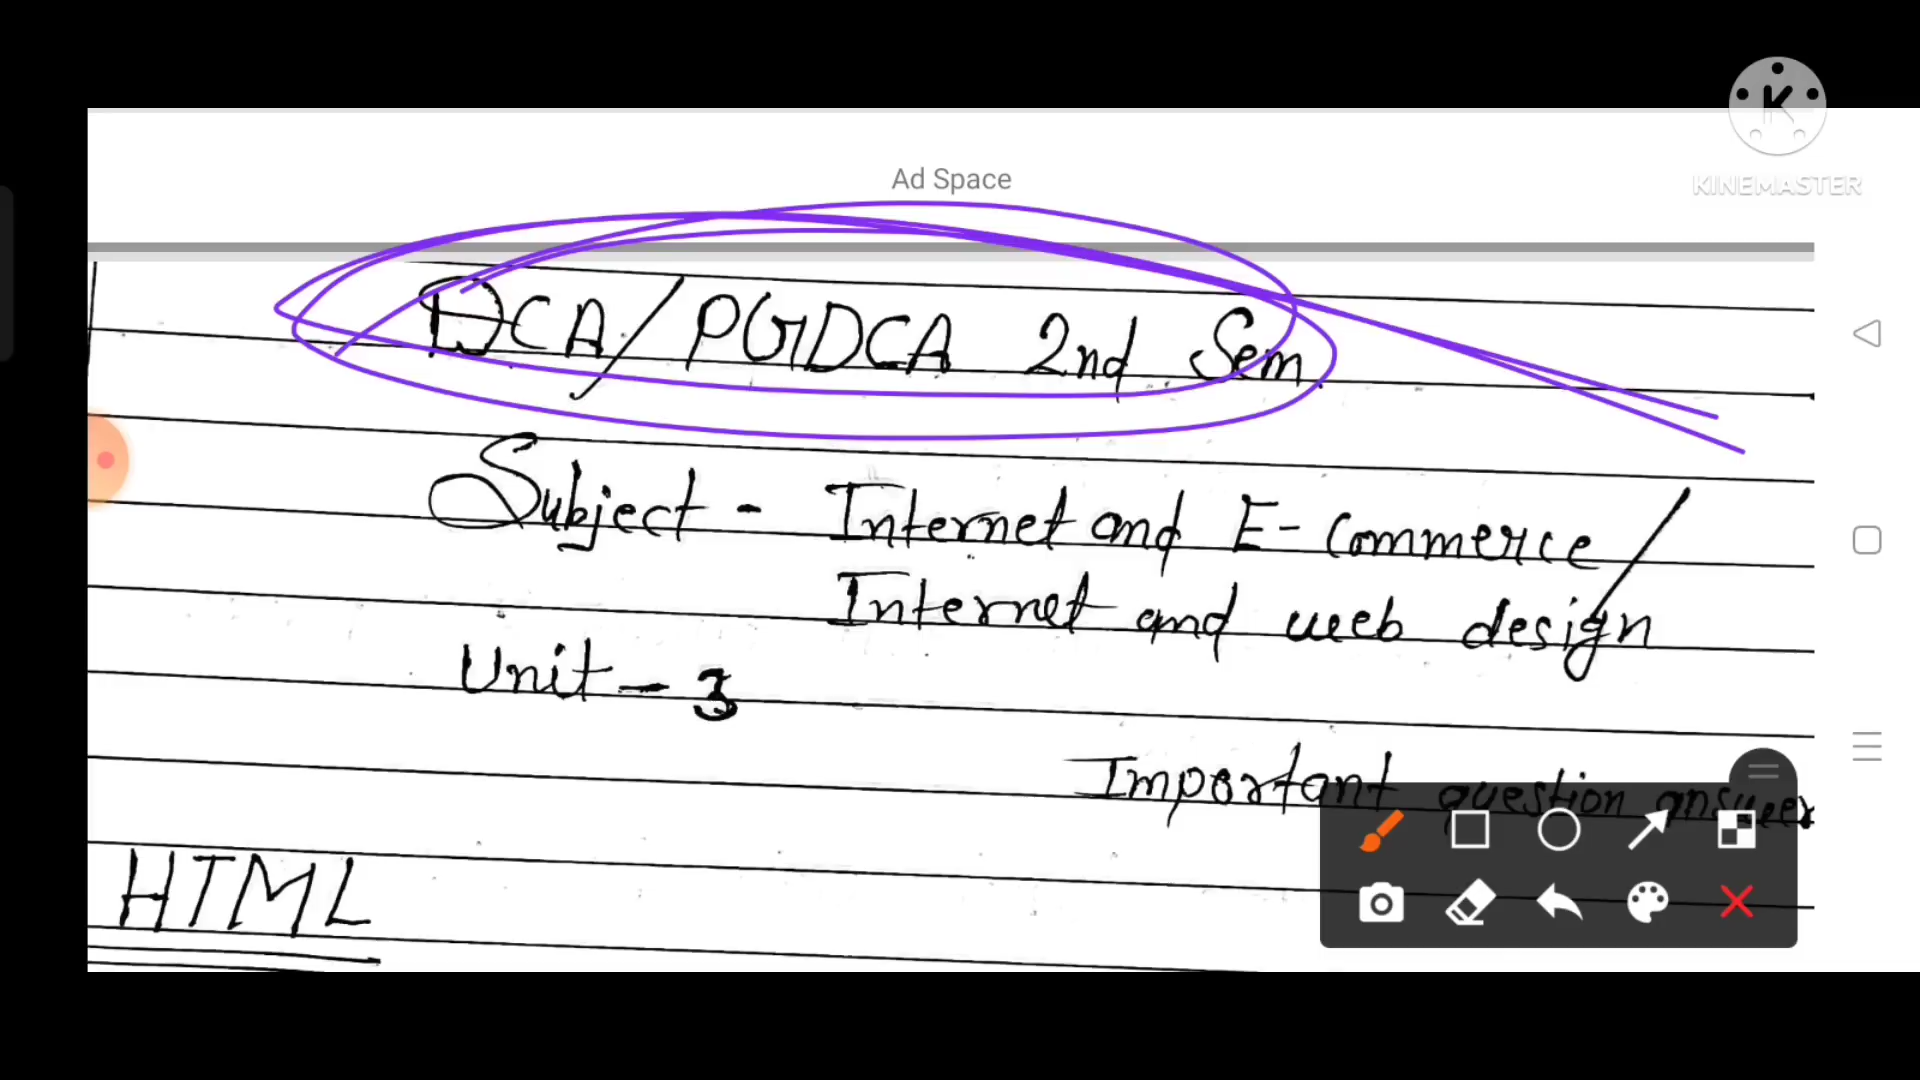 KINEMASTER
Ad Space
DCA/PGDCA 2nd Sem.
Subject - Internet and E-Commerce/
Internet and web design
Unit - 3
Important question answer
HTML